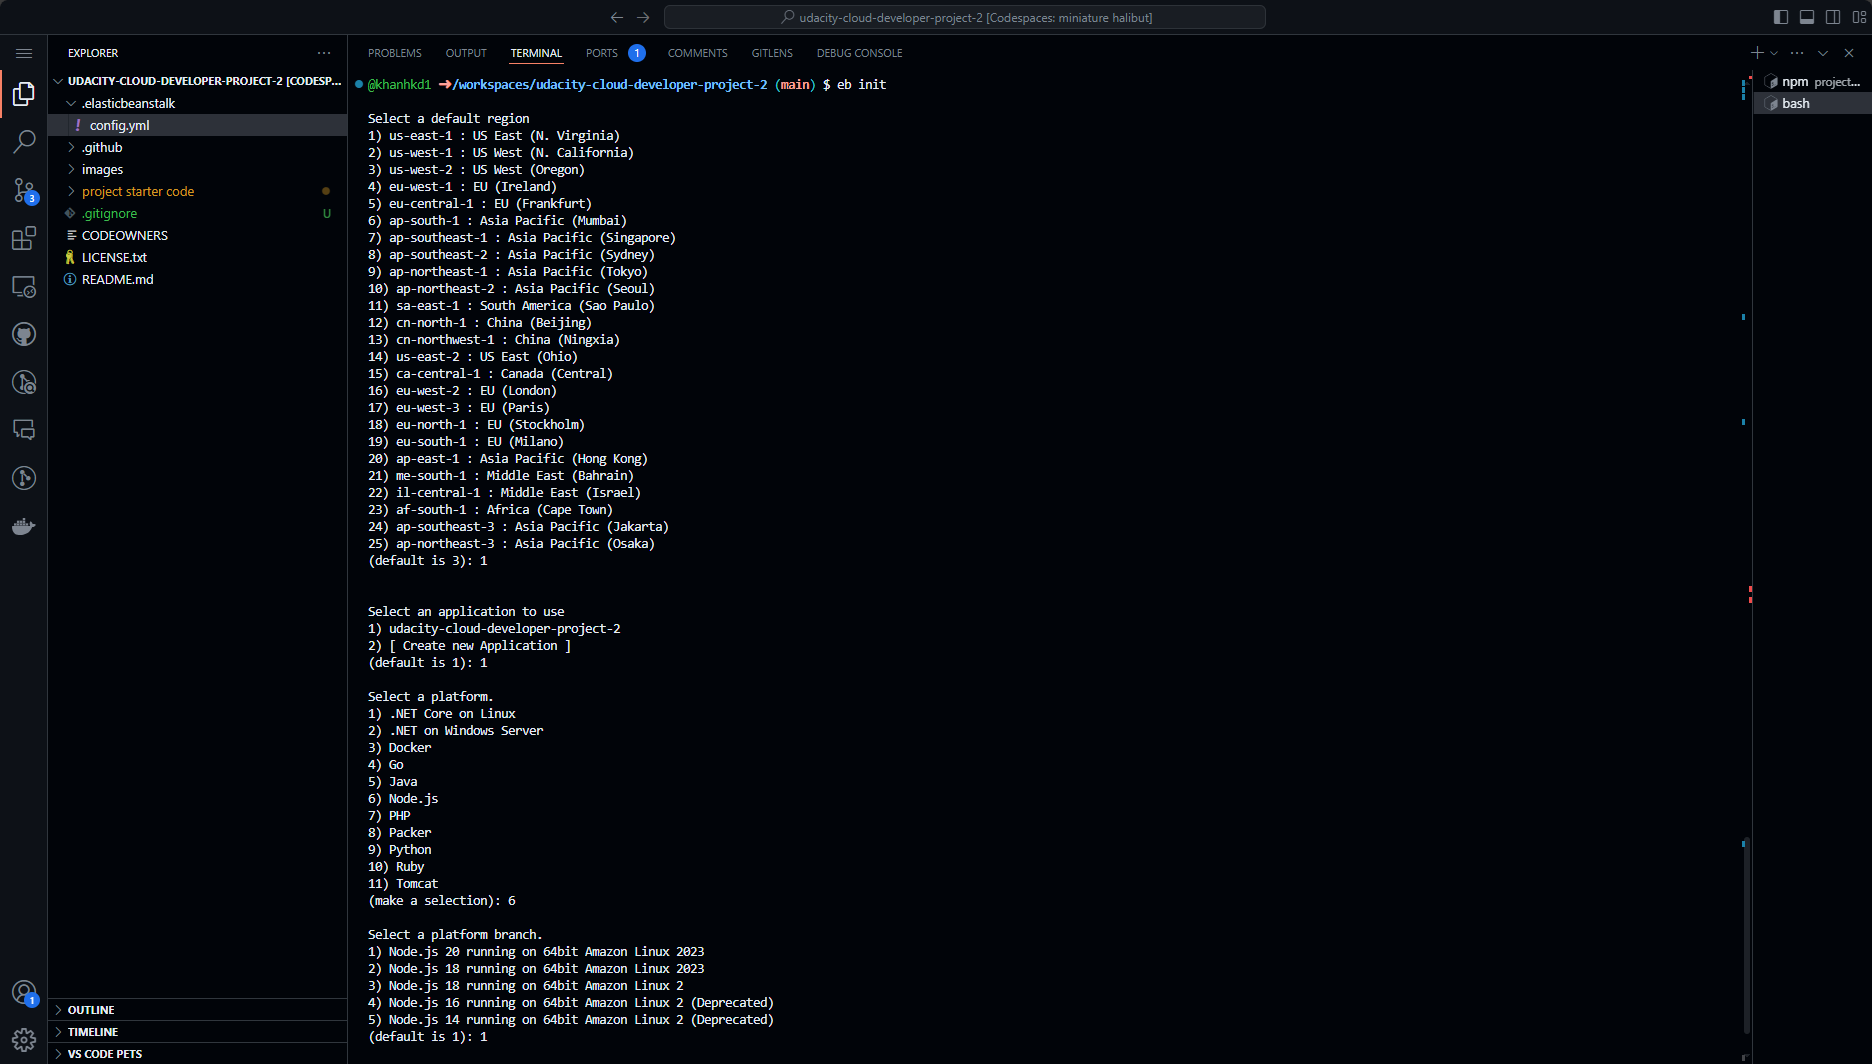 udacity-cloud-developer-project-2 [Codespaces: miniature halibut]
EXPLORER
UDACITY-CLOUD-DEVELOPER-PROJECT-2 [CODESP...
.elasticbeanstalk
! config.yml
.github
images
project starter code
.gitignore U
CODEOWNERS
LICENSE.txt
README.md
3
1
OUTLINE
TIMELINE
VS CODE PETS
PROBLEMS OUTPUT TERMINAL PORTS 1 COMMENTS GITLENS DEBUG CONSOLE
@khanhkd1 ➜/workspaces/udacity-cloud-developer-project-2 (main) $ eb init
Select a default region
1) us-east-1 : US East (N. Virginia)
2) us-west-1 : US West (N. California)
3) us-west-2 : US West (Oregon)
4) eu-west-1 : EU (Ireland)
5) eu-central-1 : EU (Frankfurt)
6) ap-south-1 : Asia Pacific (Mumbai)
7) ap-southeast-1 : Asia Pacific (Singapore)
8) ap-southeast-2 : Asia Pacific (Sydney)
9) ap-northeast-1 : Asia Pacific (Tokyo)
10) ap-northeast-2 : Asia Pacific (Seoul)
11) sa-east-1 : South America (Sao Paulo)
12) cn-north-1 : China (Beijing)
13) cn-northwest-1 : China (Ningxia)
14) us-east-2 : US East (Ohio)
15) ca-central-1 : Canada (Central)
16) eu-west-2 : EU (London)
17) eu-west-3 : EU (Paris)
18) eu-north-1 : EU (Stockholm)
19) eu-south-1 : EU (Milano)
20) ap-east-1 : Asia Pacific (Hong Kong)
21) me-south-1 : Middle East (Bahrain)
22) il-central-1 : Middle East (Israel)
23) af-south-1 : Africa (Cape Town)
24) ap-southeast-3 : Asia Pacific (Jakarta)
25) ap-northeast-3 : Asia Pacific (Osaka)
(default is 3): 1
Select an application to use
1) udacity-cloud-developer-project-2
2) [ Create new Application ]
(default is 1): 1
Select a platform.
1) .NET Core on Linux
2) .NET on Windows Server
3) Docker
4) Go
5) Java
6) Node.js
7) PHP
8) Packer
9) Python
10) Ruby
11) Tomcat
(make a selection): 6
Select a platform branch.
1) Node.js 20 running on 64bit Amazon Linux 2023
2) Node.js 18 running on 64bit Amazon Linux 2023
3) Node.js 18 running on 64bit Amazon Linux 2
4) Node.js 16 running on 64bit Amazon Linux 2 (Deprecated)
5) Node.js 14 running on 64bit Amazon Linux 2 (Deprecated)
(default is 1): 1
npm project...
bash